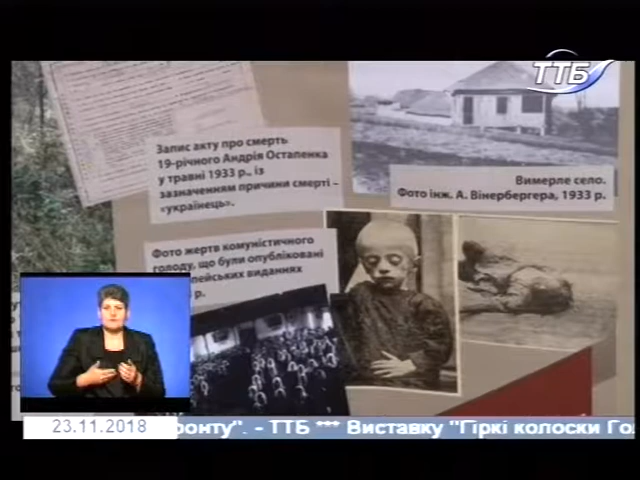 ТТБ
Запис акту про смерть
19-річного Андрія Остапенка
у травні 1933 р., із
зазначенням причини смерті –
«українець».
Вимерле село.
Фото інж. А. Вінербергера, 1933 р.
Фото жертв комуністичного
голоду, що були опубліковані
пейських виданнях
р.
23.11.2018
ронту". - ТТБ *** Виставку "Гіркі колоски Го